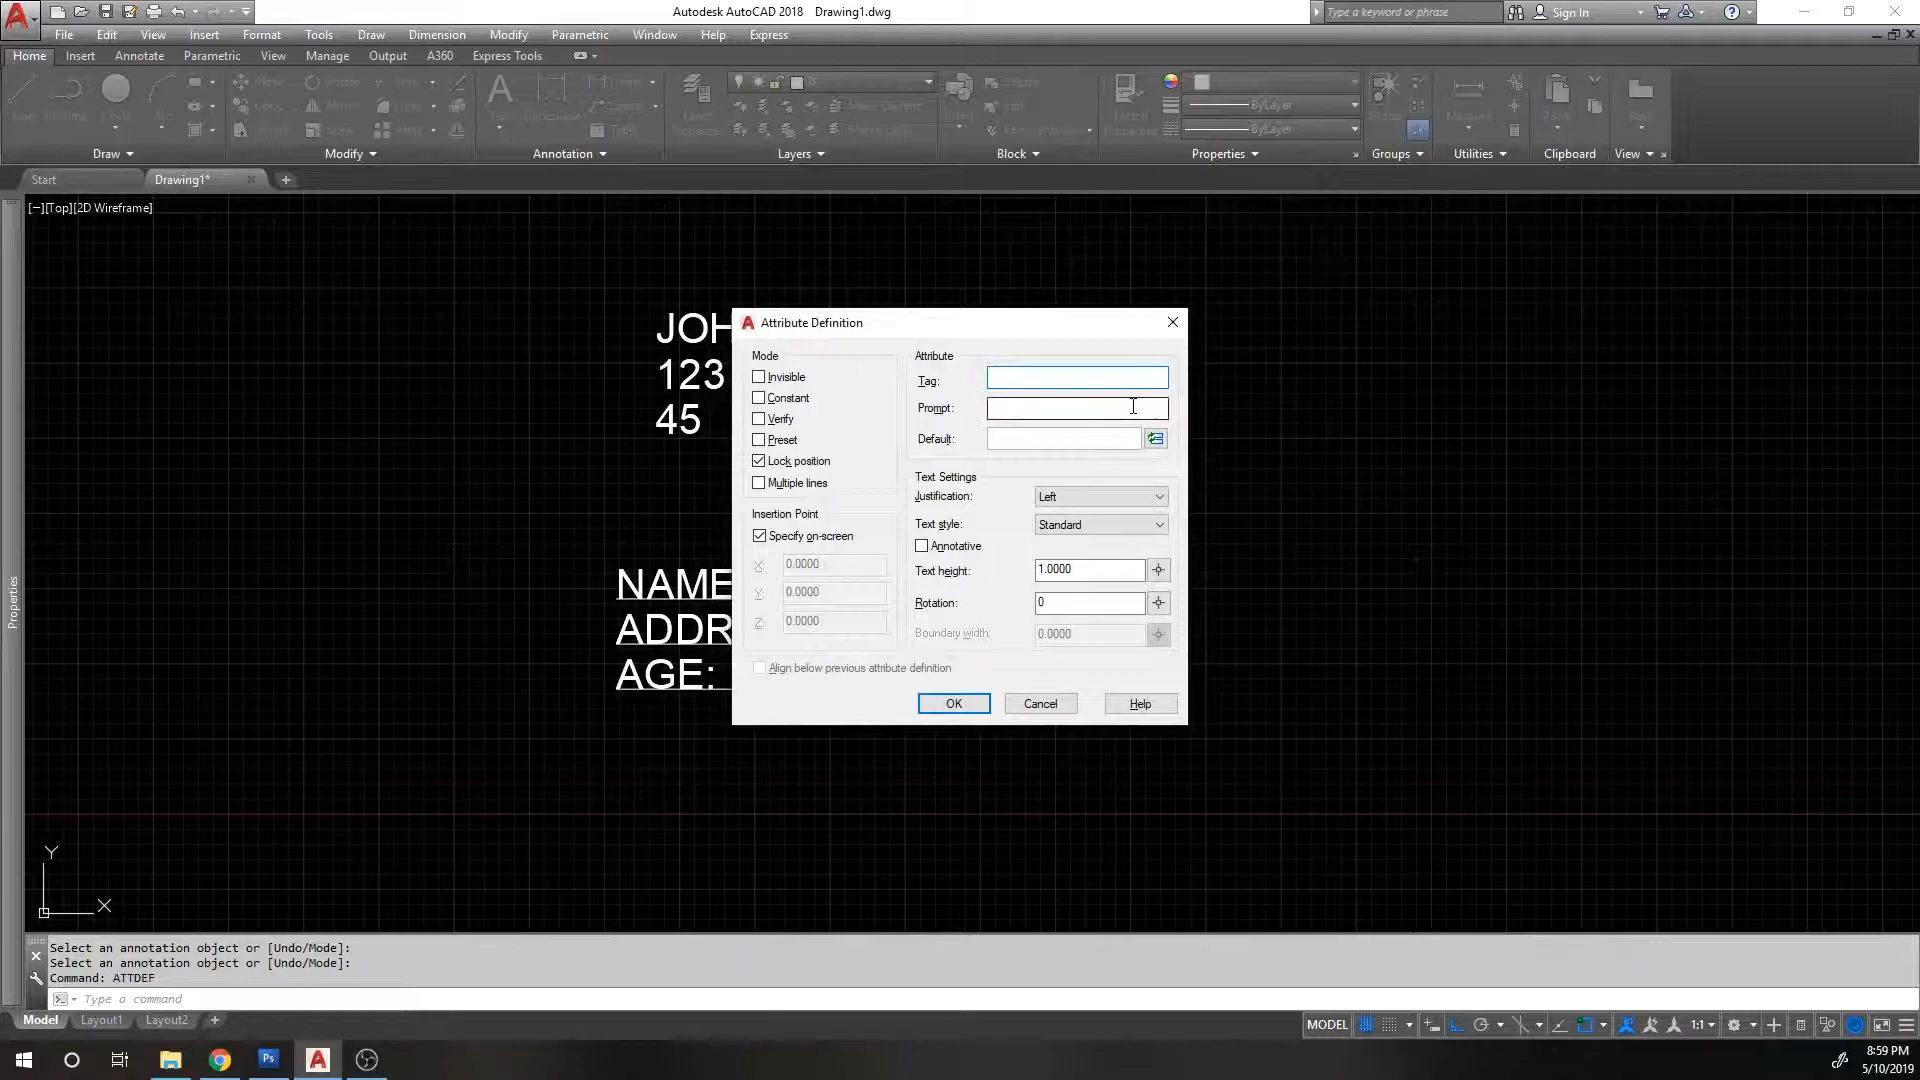 Autodesk AutoCAD 2018 Drawing1.dwg
Type a keyword or phrase
Sign In
File Edit View Insert Format Tools Draw Dimension Modify Parametric Window Help Express
Home Insert Annotate Parametric View Manage Output A360 Express Tools
ByLayer
ByLayer
Draw Modify Annotation Layers Block Properties Groups Utilities Clipboard View
Start Drawing1*
[−][Top][2D Wireframe]
JOH
123
45
NAME
ADDR
AGE:
Attribute Definition
Mode
Invisible
Constant
Verify
Preset
Lock position
Multiple lines
Insertion Point
Specify on-screen
X: 0.0000
Y: 0.0000
Z: 0.0000
Align below previous attribute definition
Attribute
Tag:
Prompt:
Default:
Text Settings
Justification: Left
Text style: Standard
Annotative
Text height: 1.0000
Rotation: 0
Boundary width: 0.0000
OK Cancel Help
Properties
Y
X
Select an annotation object or [Undo/Mode]:
Select an annotation object or [Undo/Mode]:
Command: ATTDEF
Type a command
Model Layout1 Layout2
MODEL 1:1
Ps
8:59 PM
5/10/2019